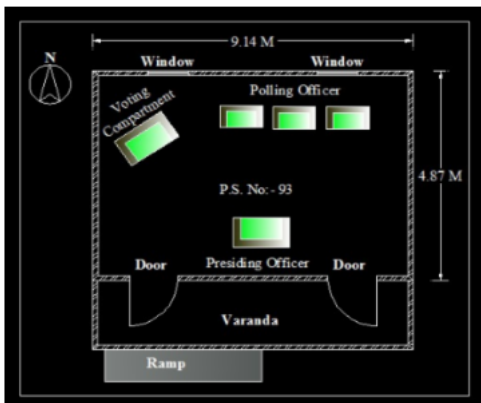 9.14 M
N
Window
Window
Polling Officer
Voting
Compartment
4.87 M
P.S. No:- 93
Presiding Officer
Door
Door
Varanda
Ramp